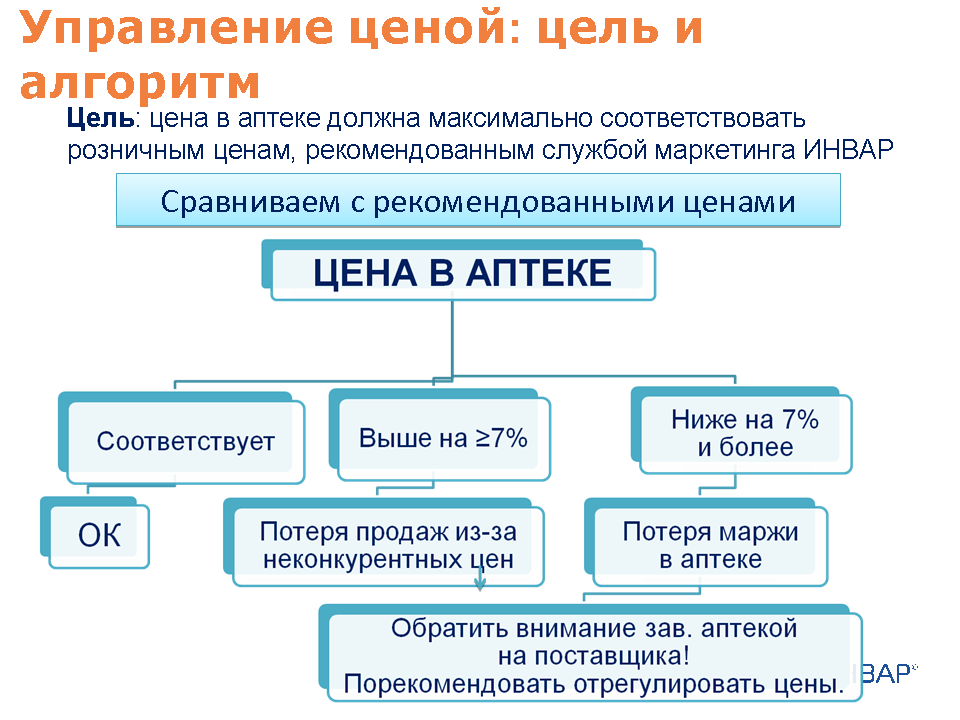 Управление ценой: цель и
алгоритм
Цель: цена в аптеке должна максимально соответствовать
розничным ценам, рекомендованным службой маркетинга ИНВАР
Сравниваем с рекомендованными ценами
ЦЕНА В АПТЕКЕ
Соответствует
Выше на ≥7%
Ниже на 7%
и более
ОК
Потеря продаж из-за
неконкурентных цен
Потеря маржи
в аптеке
Обратить внимание зав. аптекой
на поставщика!
Порекомендовать отрегулировать цены.